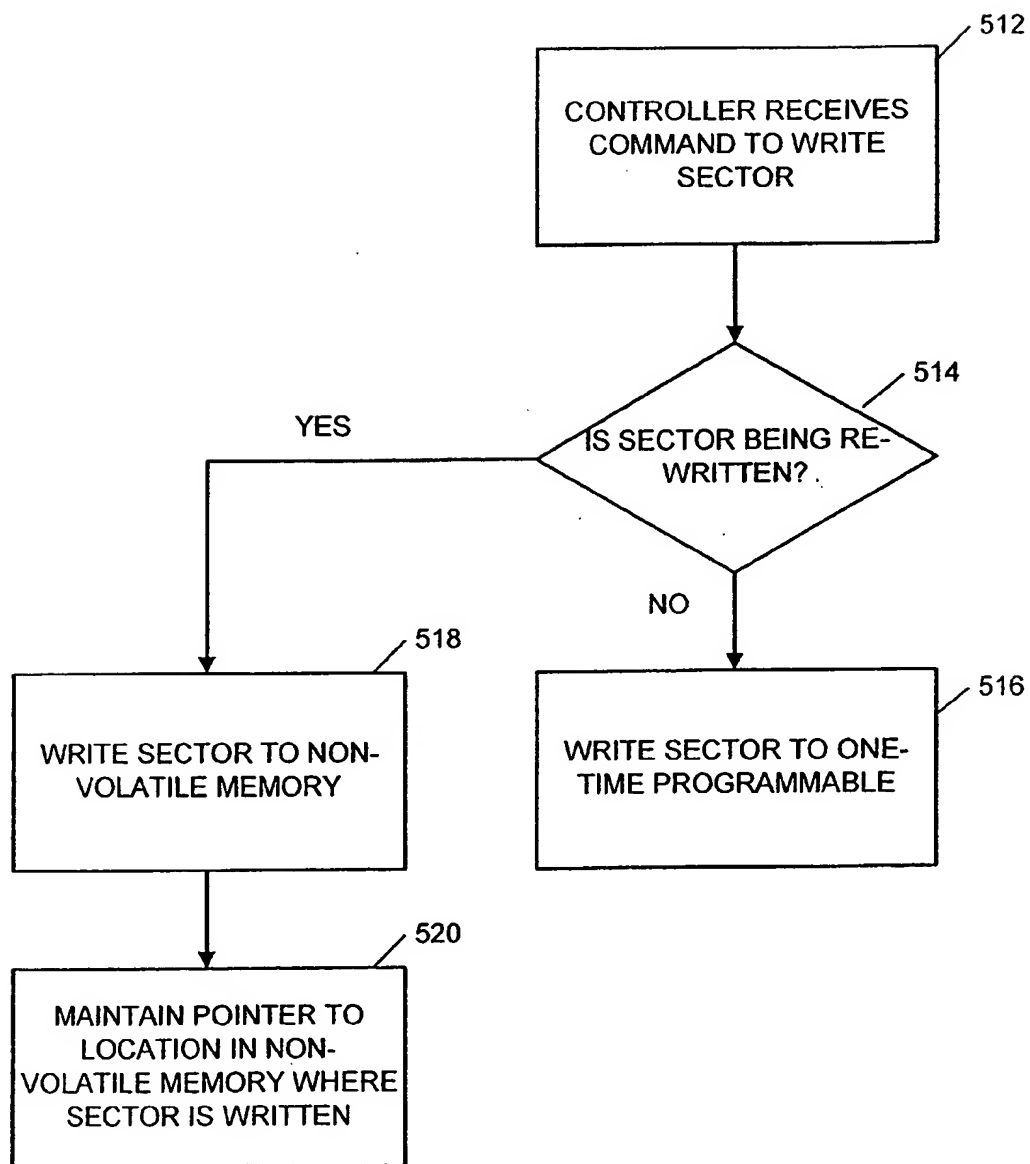 512
CONTROLLER RECEIVES
COMMAND TO WRITE
SECTOR
514
YES
IS SECTOR BEING RE-
WRITTEN?
NO
518
516
WRITE SECTOR TO NON-
VOLATILE MEMORY
WRITE SECTOR TO ONE-
TIME PROGRAMMABLE
520
MAINTAIN POINTER TO
LOCATION IN NON-
VOLATILE MEMORY WHERE
SECTOR IS WRITTEN